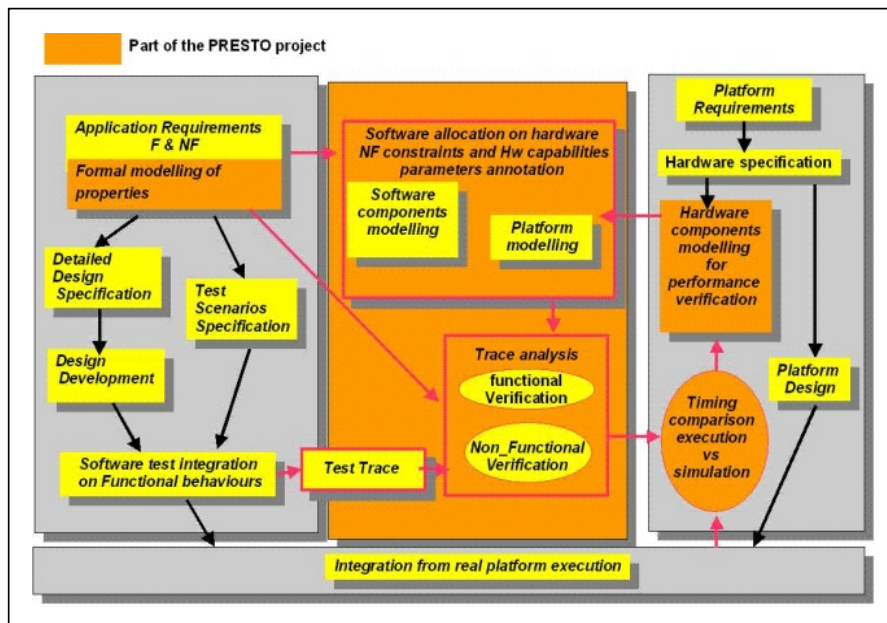 Part of the PRESTO project
Application Requirements
F & NF
Formal modelling of
properties
Detailed
Design
Specification
Test
Scenarios
Specification
Design
Development
Software test integration
on Functional behaviours
Test Trace
Software allocation on hardware
NF constraints and Hw capabilities
parameters annotation
Software
components
modelling
Platform
modelling
Trace analysis
functional
Verification
Non_Functional
Verification
Platform
Requirements
Hardware specification
Hardware
components
modelling
for
performance
verification
Platform
Design
Timing
comparison
execution
vs
simulation
Integration from real platform execution